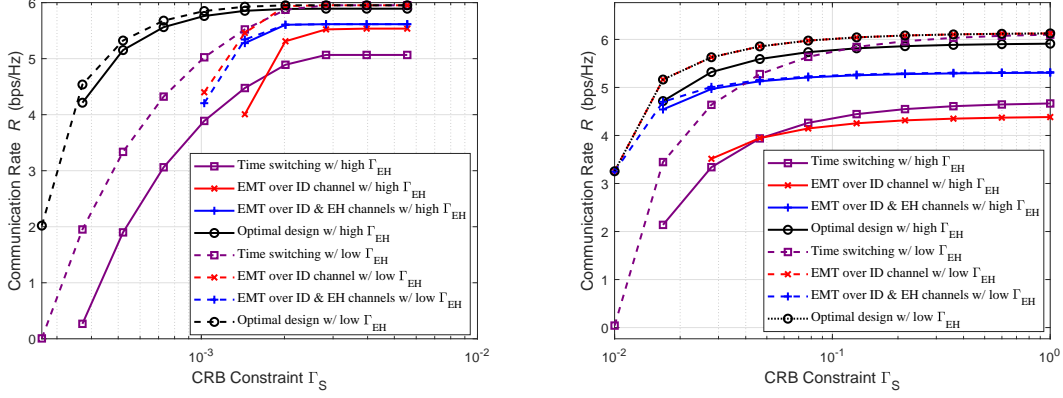 6
5
4
3
2
1
0
Communication Rate R (bps/Hz)
Time switching w/ high Γ_EH
EMT over ID channel w/ high Γ_EH
EMT over ID & EH channels w/ high Γ_EH
Optimal design w/ high Γ_EH
Time switching w/ low Γ_EH
EMT over ID channel w/ low Γ_EH
EMT over ID & EH channels w/ low Γ_EH
Optimal design w/ low Γ_EH
10^-3
10^-2
CRB Constraint Γ_S
6
5
4
3
2
1
0
Communication Rate R (bps/Hz)
Time switching w/ high Γ_EH
EMT over ID channel w/ high Γ_EH
EMT over ID & EH channels w/ high Γ_EH
Optimal design w/ high Γ_EH
Time switching w/ low Γ_EH
EMT over ID channel w/ low Γ_EH
EMT over ID & EH channels w/ low Γ_EH
Optimal design w/ low Γ_EH
10^-2
10^-1
10^0
CRB Constraint Γ_S